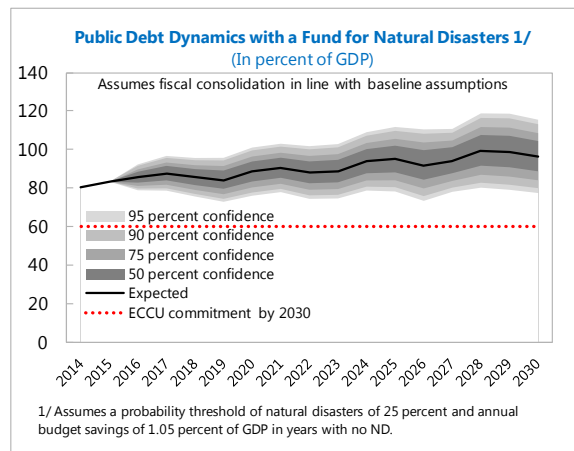 Public Debt Dynamics with a Fund for Natural Disasters 1/
(In percent of GDP)
Assumes fiscal consolidation in line with baseline assumptions
140
120
100
80
60
40
20
0
95 percent confidence
90 percent confidence
75 percent confidence
50 percent confidence
Expected
ECCU commitment by 2030
2014
2015
2016
2017
2018
2019
2020
2021
2022
2023
2024
2025
2026
2027
2028
2029
2030
1/ Assumes a probability threshold of natural disasters of 25 percent and annual
budget savings of 1.05 percent of GDP in years with no ND.